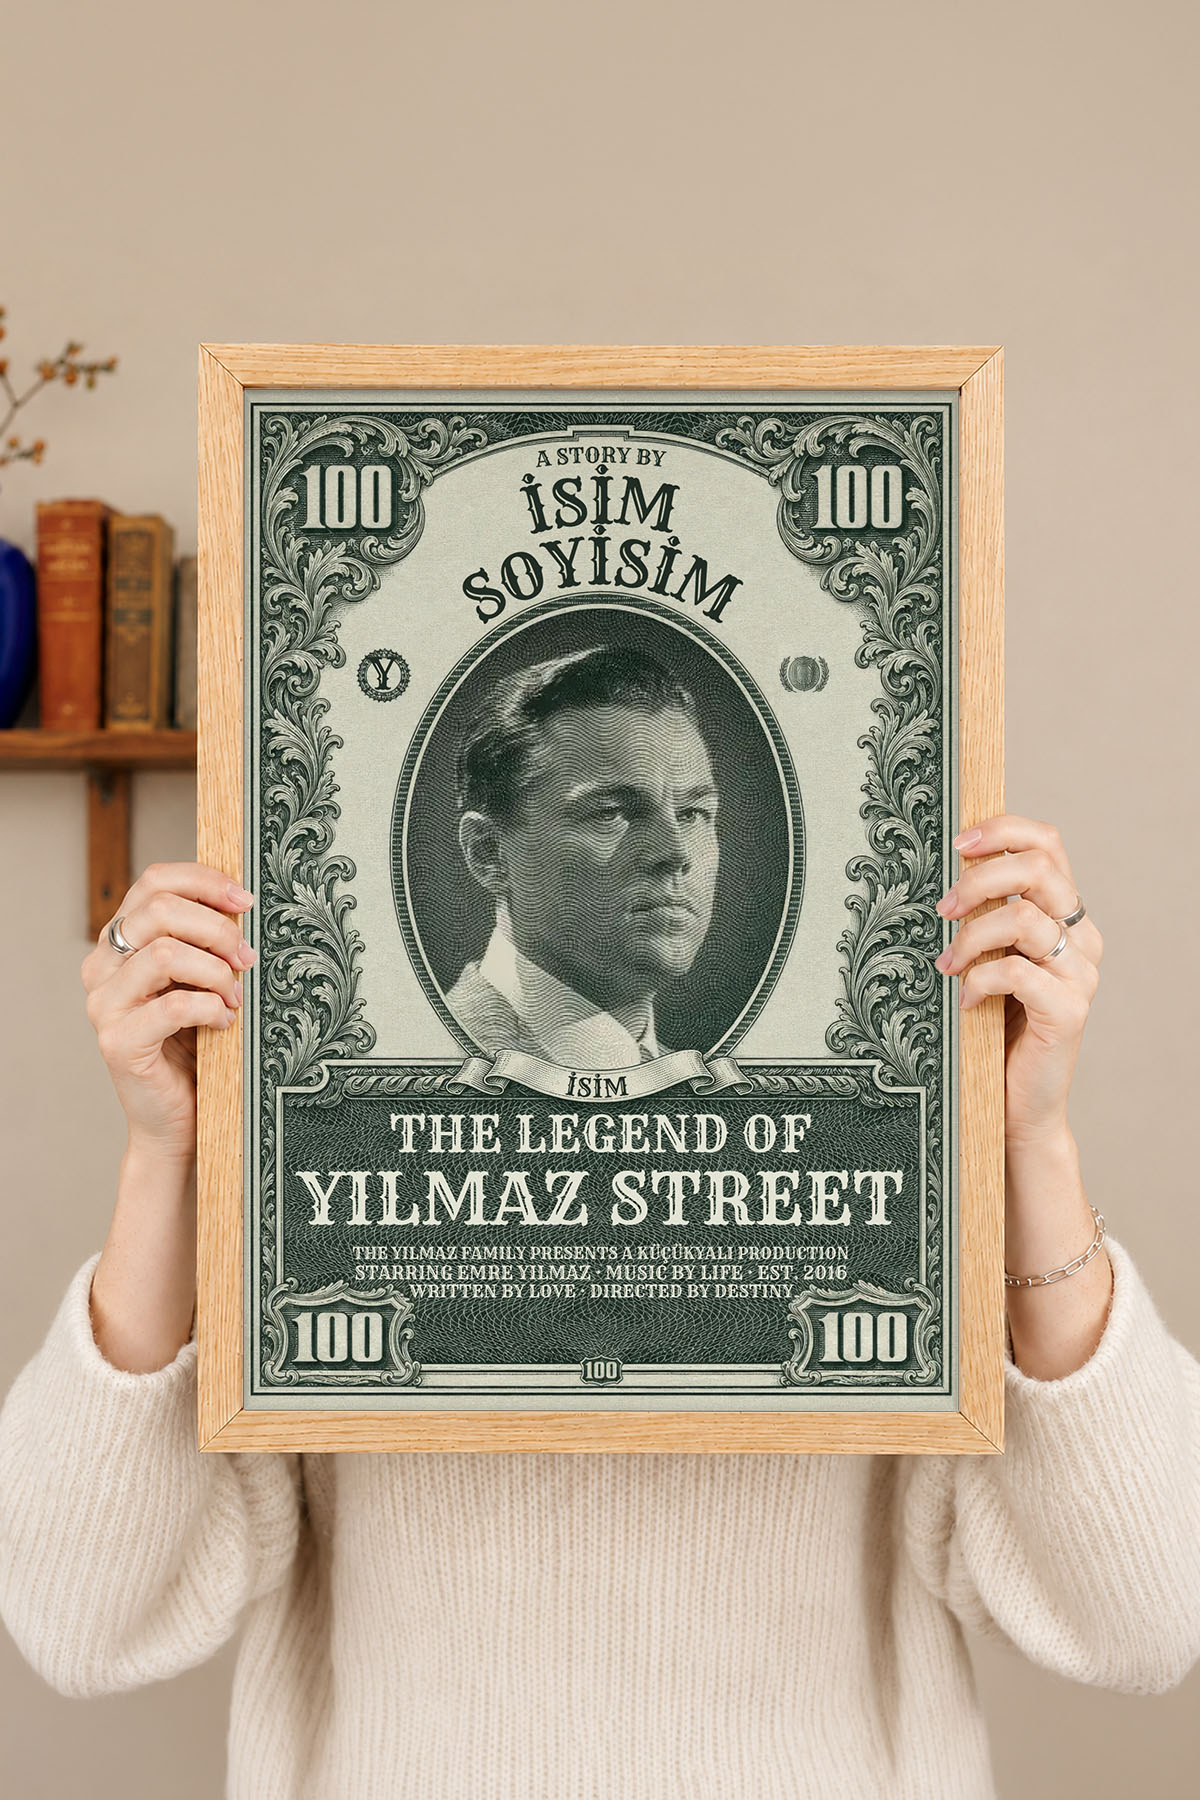 100
100
A STORY BY
İSİM
SOYİSİM
Y
İSİM
THE LEGEND OF
YILMAZ STREET
THE YILMAZ FAMILY PRESENTS A KÜÇÜKYALI PRODUCTION
STARRING EMRE YILMAZ · MUSIC BY LIFE · EST. 2016
WRITTEN BY LOVE · DIRECTED BY DESTINY
100
100
100